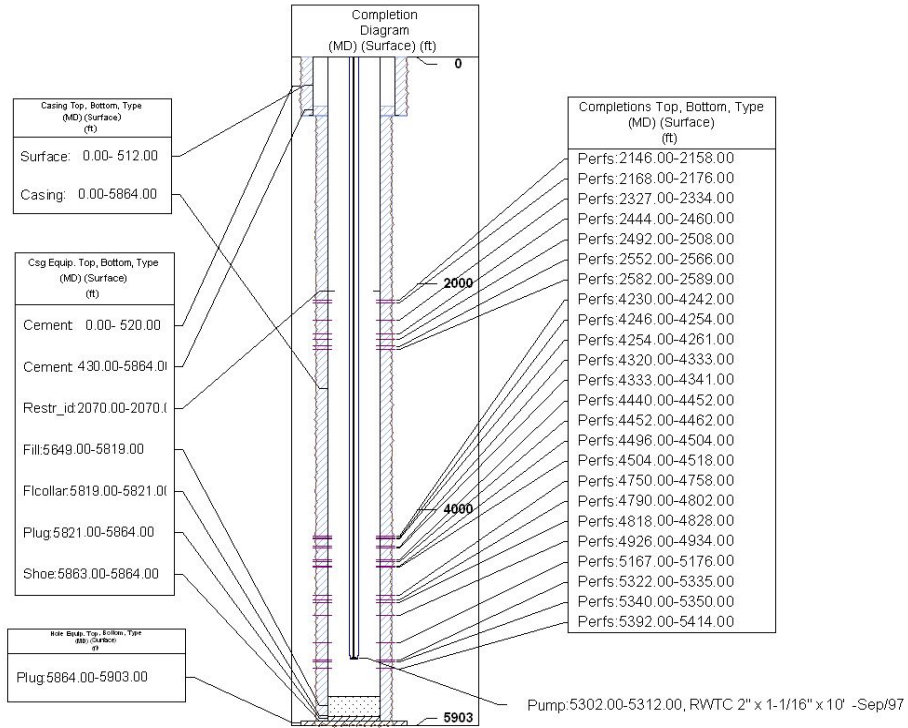 Completion
Diagram
(MD) (Surface) (ft)
0
2000
4000
5903
Casing Top, Bottom, Type
(MD) (Surface)
(ft)
Surface: 0.00- 512.00
Casing: 0.00-5864.00
Csg Equip. Top, Bottom, Type
(MD) (Surface)
(ft)
Cement: 0.00- 520.00
Cement: 430.00-5864.0
Restr_id:2070.00-2070.
Fill:5649.00-5819.00
Flcollar:5819.00-5821.0
Plug:5821.00-5864.00
Shoe:5863.00-5864.00
Hole Equip. Top, Bottom, Type
(MD) (Surface)
ft
Plug:5864.00-5903.00
Completions Top, Bottom, Type
(MD) (Surface)
(ft)
Perfs:2146.00-2158.00
Perfs:2168.00-2176.00
Perfs:2327.00-2334.00
Perfs:2444.00-2460.00
Perfs:2492.00-2508.00
Perfs:2552.00-2566.00
Perfs:2582.00-2589.00
Perfs:4230.00-4242.00
Perfs:4246.00-4254.00
Perfs:4254.00-4261.00
Perfs:4320.00-4333.00
Perfs:4333.00-4341.00
Perfs:4440.00-4452.00
Perfs:4452.00-4462.00
Perfs:4496.00-4504.00
Perfs:4504.00-4518.00
Perfs:4750.00-4758.00
Perfs:4790.00-4802.00
Perfs:4818.00-4828.00
Perfs:4926.00-4934.00
Perfs:5167.00-5176.00
Perfs:5322.00-5335.00
Perfs:5340.00-5350.00
Perfs:5392.00-5414.00
Pump:5302.00-5312.00, RWTC 2" x 1-1/16" x 10' -Sep/97